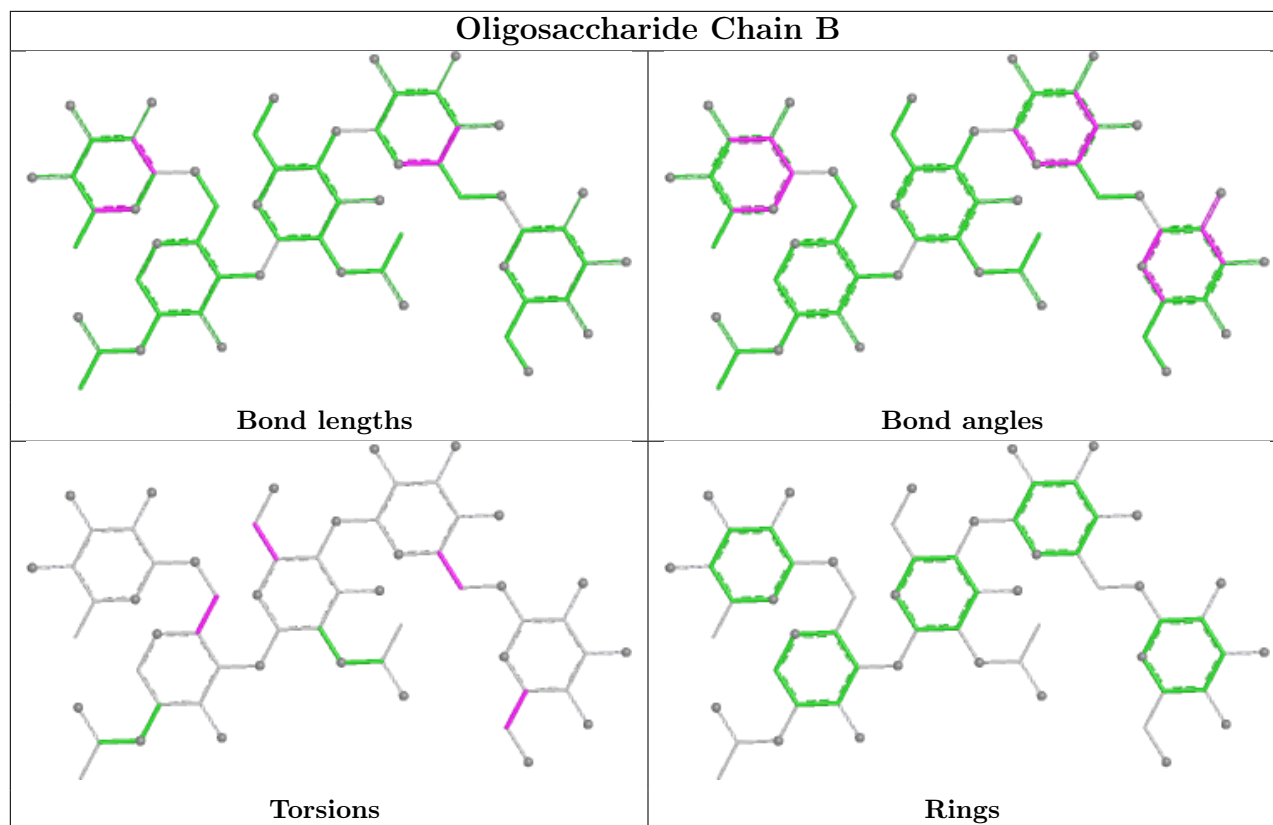 Oligosaccharide Chain B
Bond lengths
Bond angles
Torsions
Rings